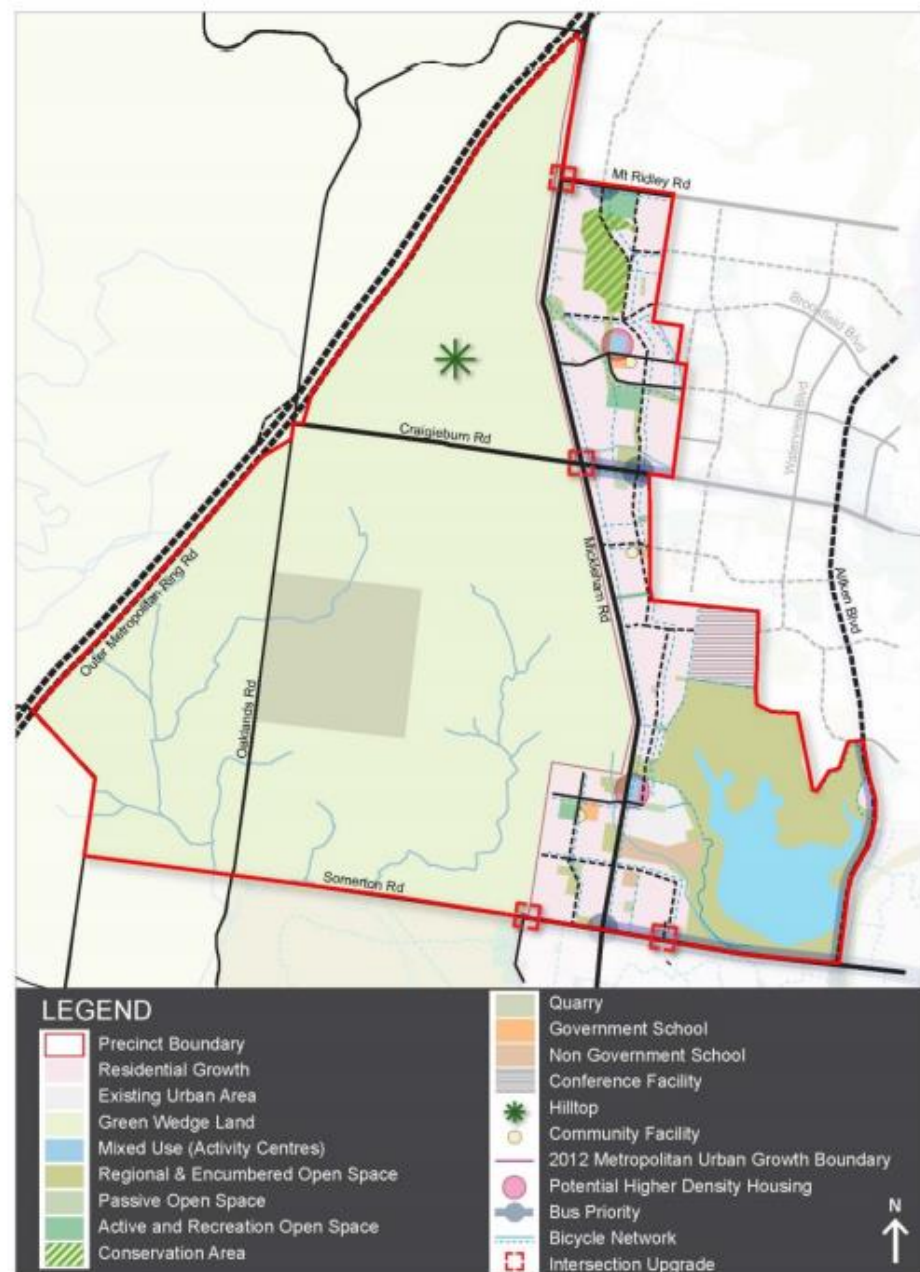 Mt Ridley Rd
Broomfield Blvd
Waterview Blvd
Craigieburn Rd
Mickleham Rd
Aitken Blvd
Outer Metropolitan Ring Rd
Oaklands Rd
Somerton Rd
LEGEND
Precinct Boundary
Residential Growth
Existing Urban Area
Green Wedge Land
Mixed Use (Activity Centres)
Regional & Encumbered Open Space
Passive Open Space
Active and Recreation Open Space
Conservation Area
Quarry
Government School
Non Government School
Conference Facility
Hilltop
Community Facility
2012 Metropolitan Urban Growth Boundary
Potential Higher Density Housing
Bus Priority
Bicycle Network
Intersection Upgrade
N